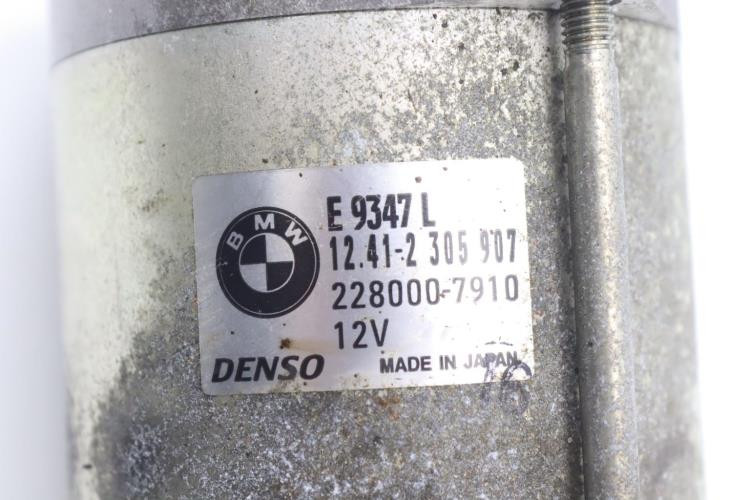 BMW
E 9347 L
12.41-2 305 907
228000-7910
12V
DENSO MADE IN JAPAN